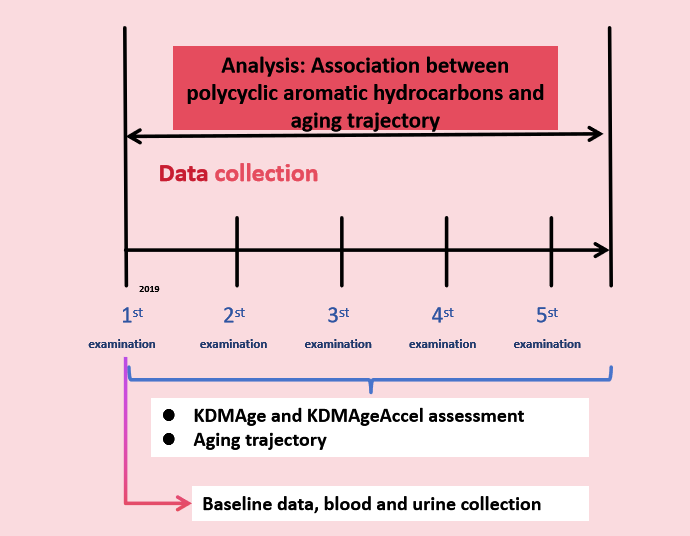 Analysis: Association between
polycyclic aromatic hydrocarbons and
aging trajectory
Data collection
2019
1st 2st 3st 4st 5st
examination examination examination examination examination
● KDMAge and KDMAgeAccel assessment
● Aging trajectory
Baseline data, blood and urine collection